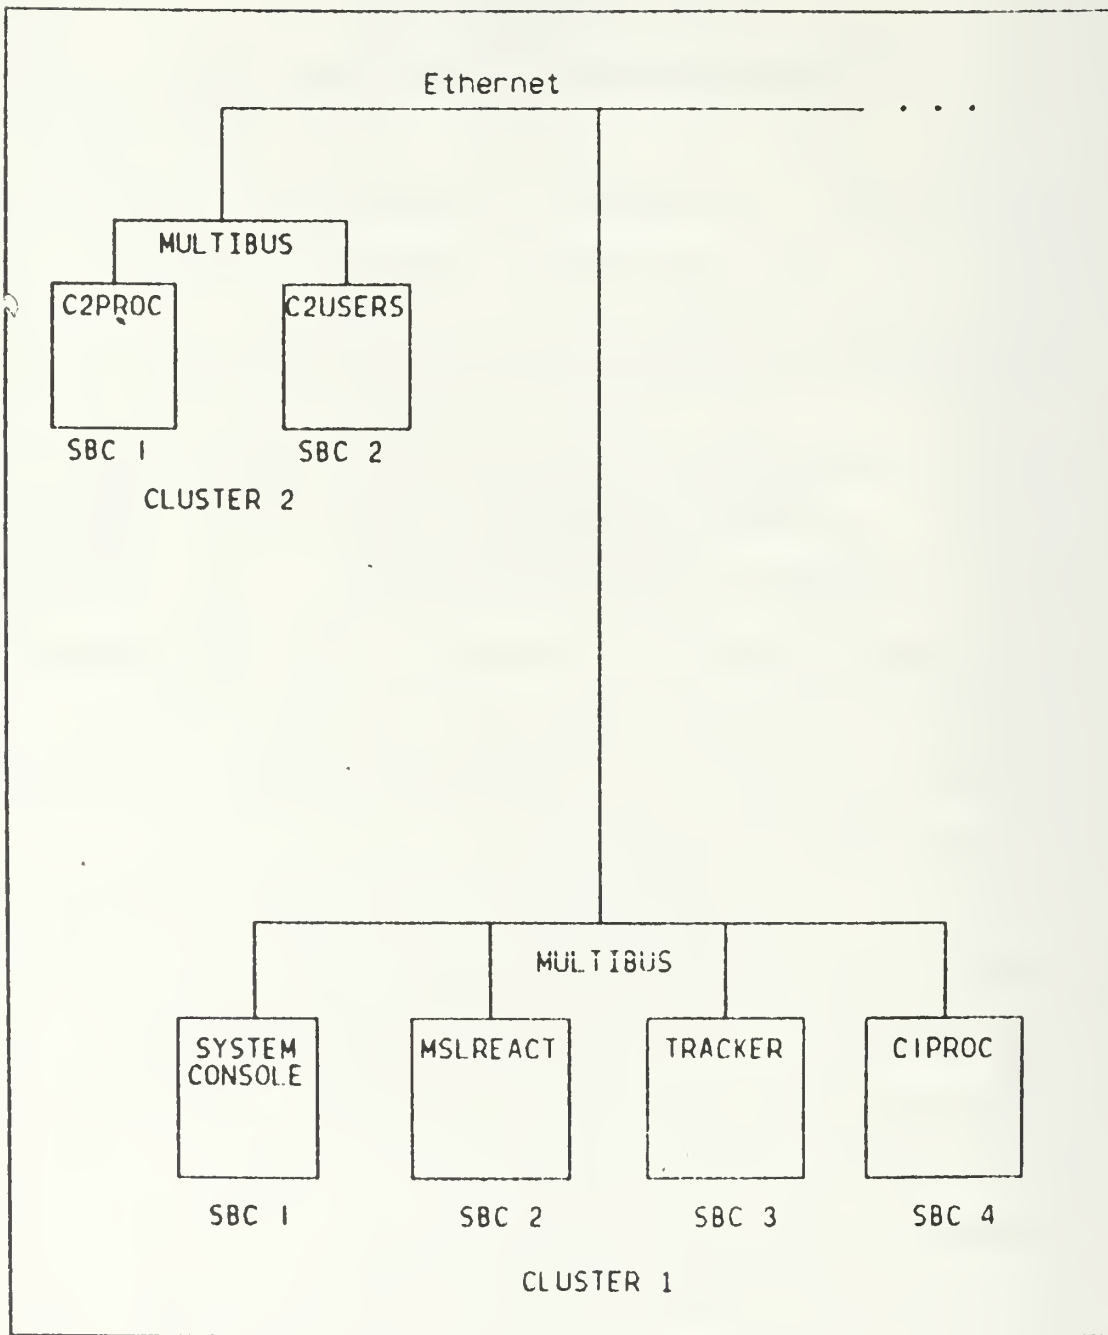 Ethernet
. . .
MULTIBUS
C2PROC
C2USERS
SBC 1
SBC 2
CLUSTER 2
MULTIBUS
SYSTEM
CONSOLE
MSLREACT
TRACKER
C1PROC
SBC 1
SBC 2
SBC 3
SBC 4
CLUSTER 1